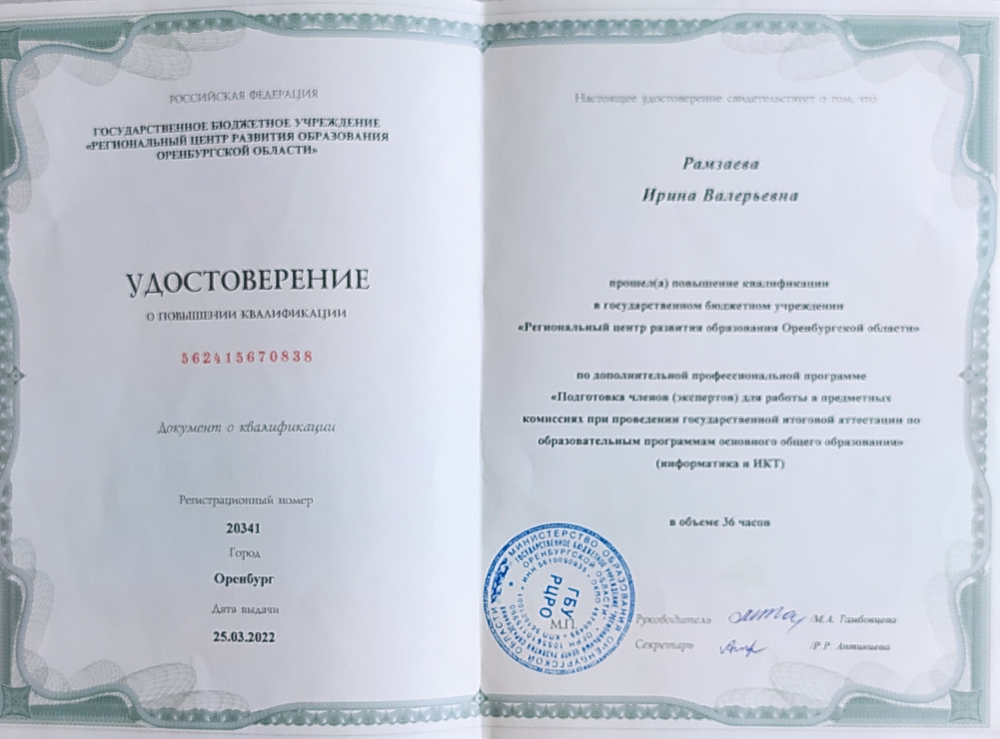 РОССИЙСКАЯ ФЕДЕРАЦИЯ
ГОСУДАРСТВЕННОЕ БЮДЖЕТНОЕ УЧРЕЖДЕНИЕ
«РЕГИОНАЛЬНЫЙ ЦЕНТР РАЗВИТИЯ ОБРАЗОВАНИЯ
ОРЕНБУРГСКОЙ ОБЛАСТИ»
УДОСТОВЕРЕНИЕ
О ПОВЫШЕНИИ КВАЛИФИКАЦИИ
562415670838
Документ о квалификации
Регистрационный номер
20341
Город
Оренбург
Дата выдачи
25.03.2022
Настоящее удостоверение свидетельствует о том, что
Рамзаева
Ирина Валерьевна
прошел(а) повышение квалификации
в государственном бюджетном учреждении
«Региональный центр развития образования Оренбургской области»
по дополнительной профессиональной программе
«Подготовка членов (экспертов) для работы в предметных
комиссиях при проведении государственной итоговой аттестации по
образовательным программам основного общего образования»
(информатика и ИКТ)
в объеме 36 часов
МИНИСТЕРСТВО ОБРАЗОВАНИЯ ОРЕНБУРГСКОЙ ОБЛАСТИ
ГБУ
РЦРО
М.П.
Руководитель /М.А. Тамбовцева
Секретарь /Р.Р. Аптикиева